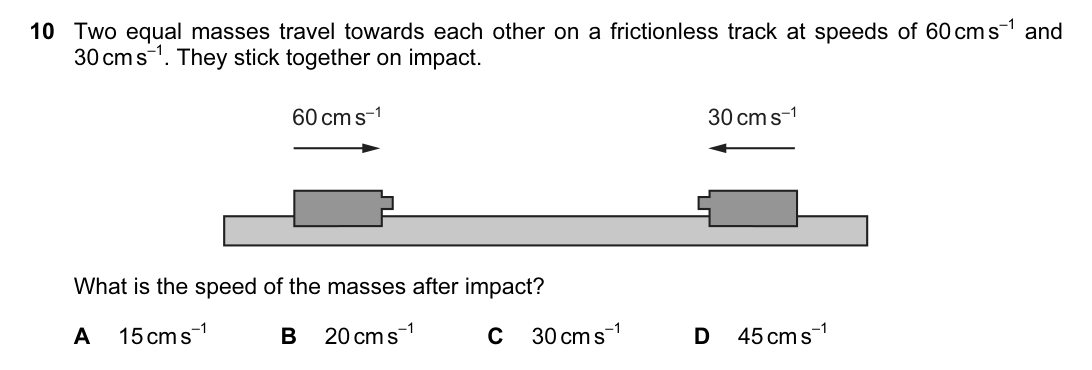 10 Two equal masses travel towards each other on a frictionless track at speeds of 60 cm s⁻¹ and
30 cm s⁻¹. They stick together on impact.
60 cm s⁻¹ 30 cm s⁻¹
What is the speed of the masses after impact?
A 15 cm s⁻¹ B 20 cm s⁻¹ C 30 cm s⁻¹ D 45 cm s⁻¹